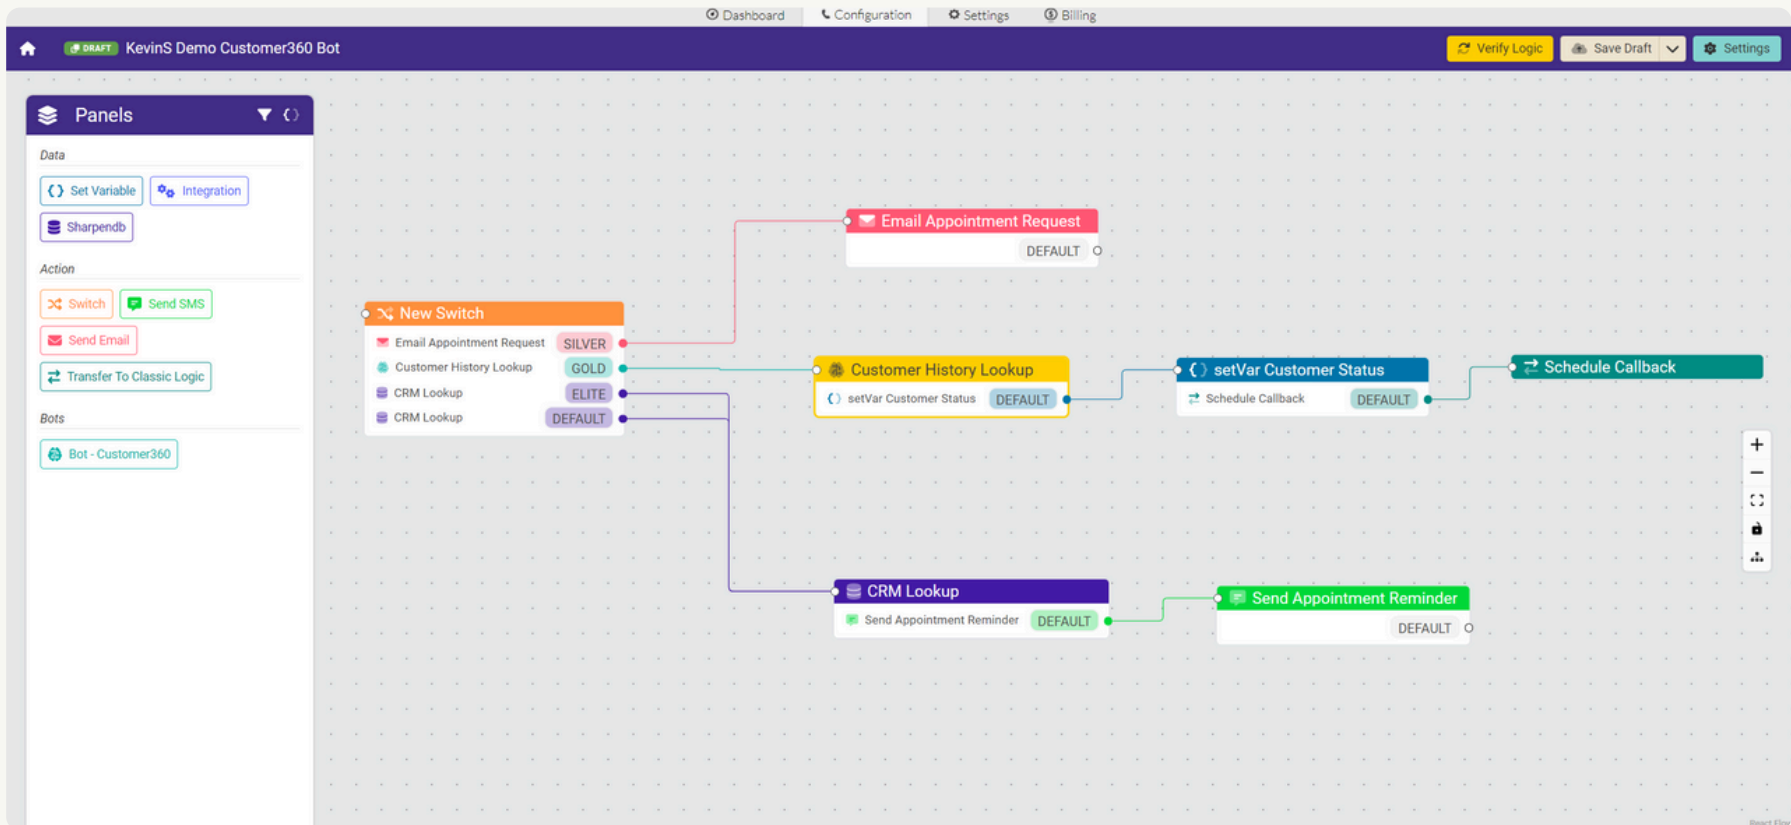 Dashboard Configuration Settings Billing
DRAFT KevinS Demo Customer360 Bot Verify Logic Save Draft Settings
Panels
Data
Set Variable Integration
Sharpendb
Action
Switch Send SMS
Send Email
Transfer To Classic Logic
Bots
Bot - Customer360
New Switch
Email Appointment Request SILVER
Customer History Lookup GOLD
CRM Lookup ELITE
CRM Lookup DEFAULT
Email Appointment Request
DEFAULT
Customer History Lookup
setVar Customer Status DEFAULT
setVar Customer Status
Schedule Callback DEFAULT
Schedule Callback
CRM Lookup
Send Appointment Reminder DEFAULT
Send Appointment Reminder
DEFAULT